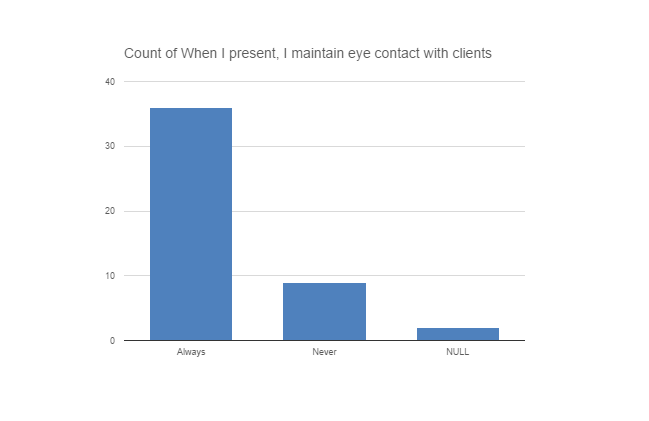 Count of When I present, I maintain eye contact with clients
40
30
20
10
0
Always Never NULL